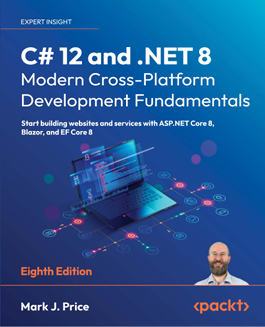 EXPERT INSIGHT
C# 12 and .NET 8
Modern Cross-Platform
Development Fundamentals
Start building websites and services with ASP.NET Core 8,
Blazor, and EF Core 8
Eighth Edition
Mark J. Price
<packt>